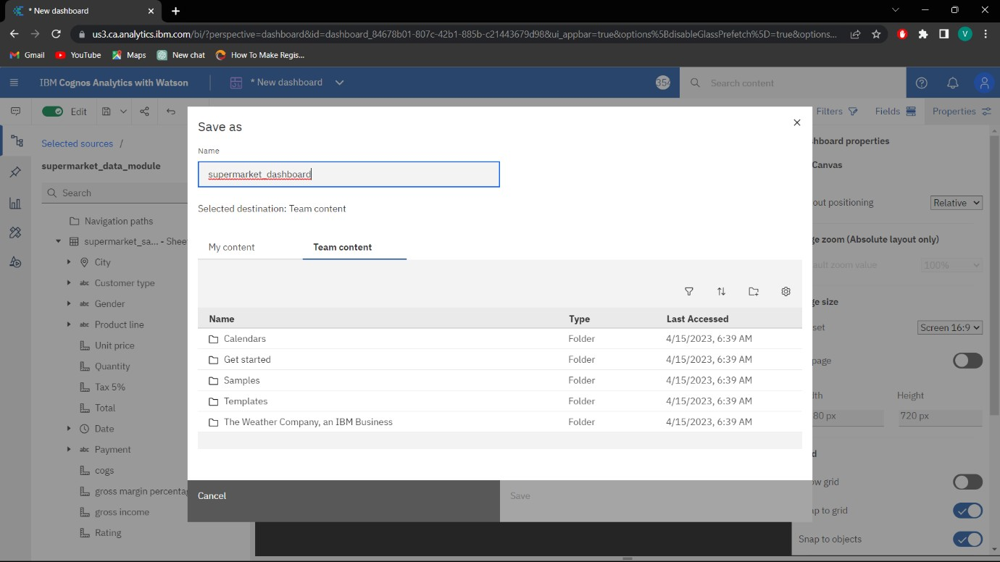 * New dashboard
us3.ca.analytics.ibm.com/bi/?perspective=dashboard&id=dashboard_84678b01-807c-42b1-885b-c21443679d98&ui_appbar=true&options%5BdisableGlassPrefetch%5D=true&options...
V
Gmail
YouTube
Maps
New chat
How To Make Regis...
IBM Cognos Analytics with Watson
* New dashboard
354
Search content
Edit
Filters
Fields
Properties
Selected sources /
supermarket_data_module
Search
Navigation paths
supermarket_sa... - Shee
City
abc Customer type
abc Gender
abc Product line
Unit price
Quantity
Tax 5%
Total
Date
abc Payment
cogs
gross margin percenta
gross income
Rating
Save as
Name
supermarket_dashboard
Selected destination: Team content
My content
Team content
Name Type Last Accessed
Calendars Folder 4/15/2023, 6:39 AM
Get started Folder 4/15/2023, 6:39 AM
Samples Folder 4/15/2023, 6:39 AM
Templates Folder 4/15/2023, 6:39 AM
The Weather Company, an IBM Business Folder 4/15/2023, 6:39 AM
Cancel
Save
hboard properties
Canvas
out positioning
Relative
ge zoom (Absolute layout only)
ault zoom value
100%
ge size
set
Screen 16:9
page
dth
Height
80 px
720 px
d
ow grid
ap to grid
Snap to objects